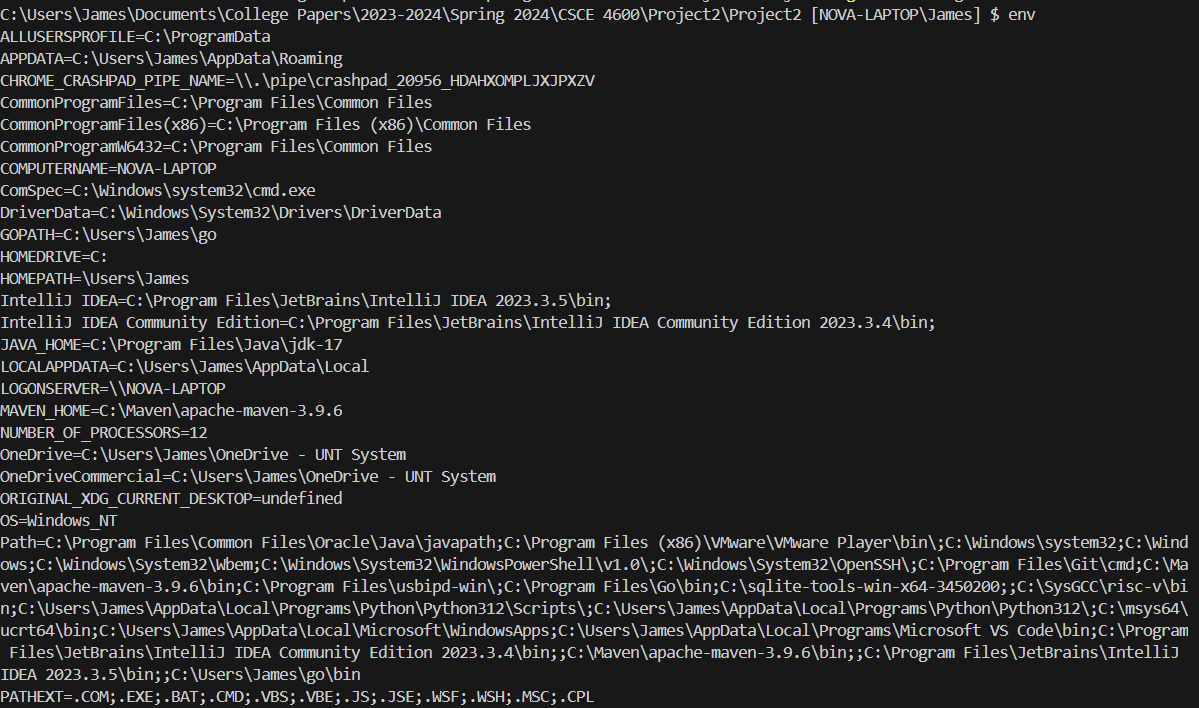 C:\Users\James\Documents\College Papers\2023-2024\Spring 2024\CSCE 4600\Project2\Project2 [NOVA-LAPTOP\James] $ env
ALLUSERSPROFILE=C:\ProgramData
APPDATA=C:\Users\James\AppData\Roaming
CHROME_CRASHPAD_PIPE_NAME=\\.\pipe\crashpad_20956_HDAHXOMPLJXJPXZV
CommonProgramFiles=C:\Program Files\Common Files
CommonProgramFiles(x86)=C:\Program Files (x86)\Common Files
CommonProgramW6432=C:\Program Files\Common Files
COMPUTERNAME=NOVA-LAPTOP
ComSpec=C:\Windows\system32\cmd.exe
DriverData=C:\Windows\System32\Drivers\DriverData
GOPATH=C:\Users\James\go
HOMEDRIVE=C:
HOMEPATH=\Users\James
IntelliJ IDEA=C:\Program Files\JetBrains\IntelliJ IDEA 2023.3.5\bin;
IntelliJ IDEA Community Edition=C:\Program Files\JetBrains\IntelliJ IDEA Community Edition 2023.3.4\bin;
JAVA_HOME=C:\Program Files\Java\jdk-17
LOCALAPPDATA=C:\Users\James\AppData\Local
LOGONSERVER=\\NOVA-LAPTOP
MAVEN_HOME=C:\Maven\apache-maven-3.9.6
NUMBER_OF_PROCESSORS=12
OneDrive=C:\Users\James\OneDrive - UNT System
OneDriveCommercial=C:\Users\James\OneDrive - UNT System
ORIGINAL_XDG_CURRENT_DESKTOP=undefined
OS=Windows_NT
Path=C:\Program Files\Common Files\Oracle\Java\javapath;C:\Program Files (x86)\VMware\VMware Player\bin\;C:\Windows\system32;C:\Wind
ows;C:\Windows\System32\Wbem;C:\Windows\System32\WindowsPowerShell\v1.0\;C:\Windows\System32\OpenSSH\;C:\Program Files\Git\cmd;C:\Ma
ven\apache-maven-3.9.6\bin;C:\Program Files\usbipd-win\;C:\Program Files\Go\bin;C:\sqlite-tools-win-x64-3450200;;C:\SysGCC\risc-v\bi
n;C:\Users\James\AppData\Local\Programs\Python\Python312\Scripts\;C:\Users\James\AppData\Local\Programs\Python\Python312\;C:\msys64\
ucrt64\bin;C:\Users\James\AppData\Local\Microsoft\WindowsApps;C:\Users\James\AppData\Local\Programs\Microsoft VS Code\bin;C:\Program
 Files\JetBrains\IntelliJ IDEA Community Edition 2023.3.4\bin;;C:\Maven\apache-maven-3.9.6\bin;;C:\Program Files\JetBrains\IntelliJ
IDEA 2023.3.5\bin;;C:\Users\James\go\bin
PATHEXT=.COM;.EXE;.BAT;.CMD;.VBS;.VBE;.JS;.JSE;.WSF;.WSH;.MSC;.CPL